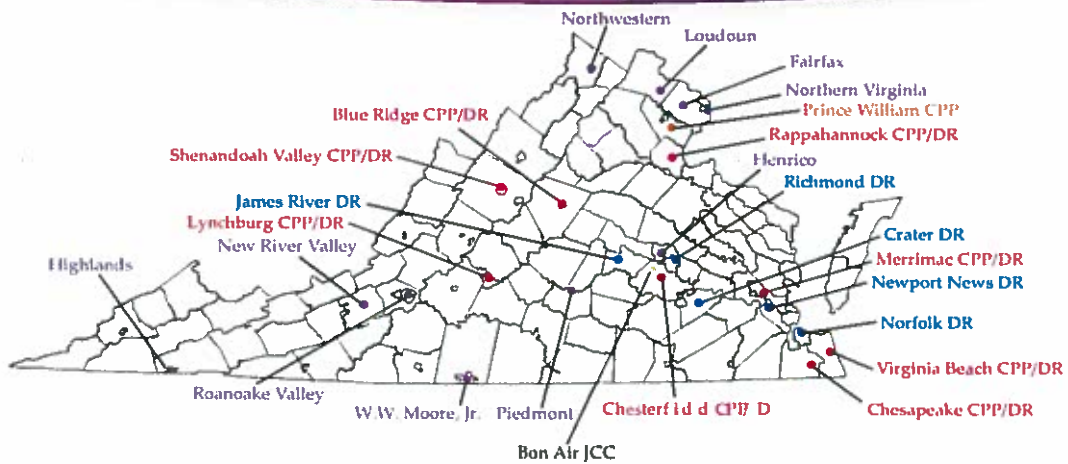 Northwestern
Loudoun
Fairfax
Northern Virginia
Prince William CPP
Blue Ridge CPP/DR
Rappahannock CPP/DR
Shenandoah Valley CPP/DR
Henrico
Richmond DR
James River DR
Lynchburg CPP/DR
Crater DR
New River Valley
Merrimac CPP/DR
Highlands
Newport News DR
Norfolk DR
Virginia Beach CPP/DR
Roanoake Valley
W.W. Moore, Jr.
Piedmont
Chesterf
Chesapeake CPP/DR
Bon Air JCC